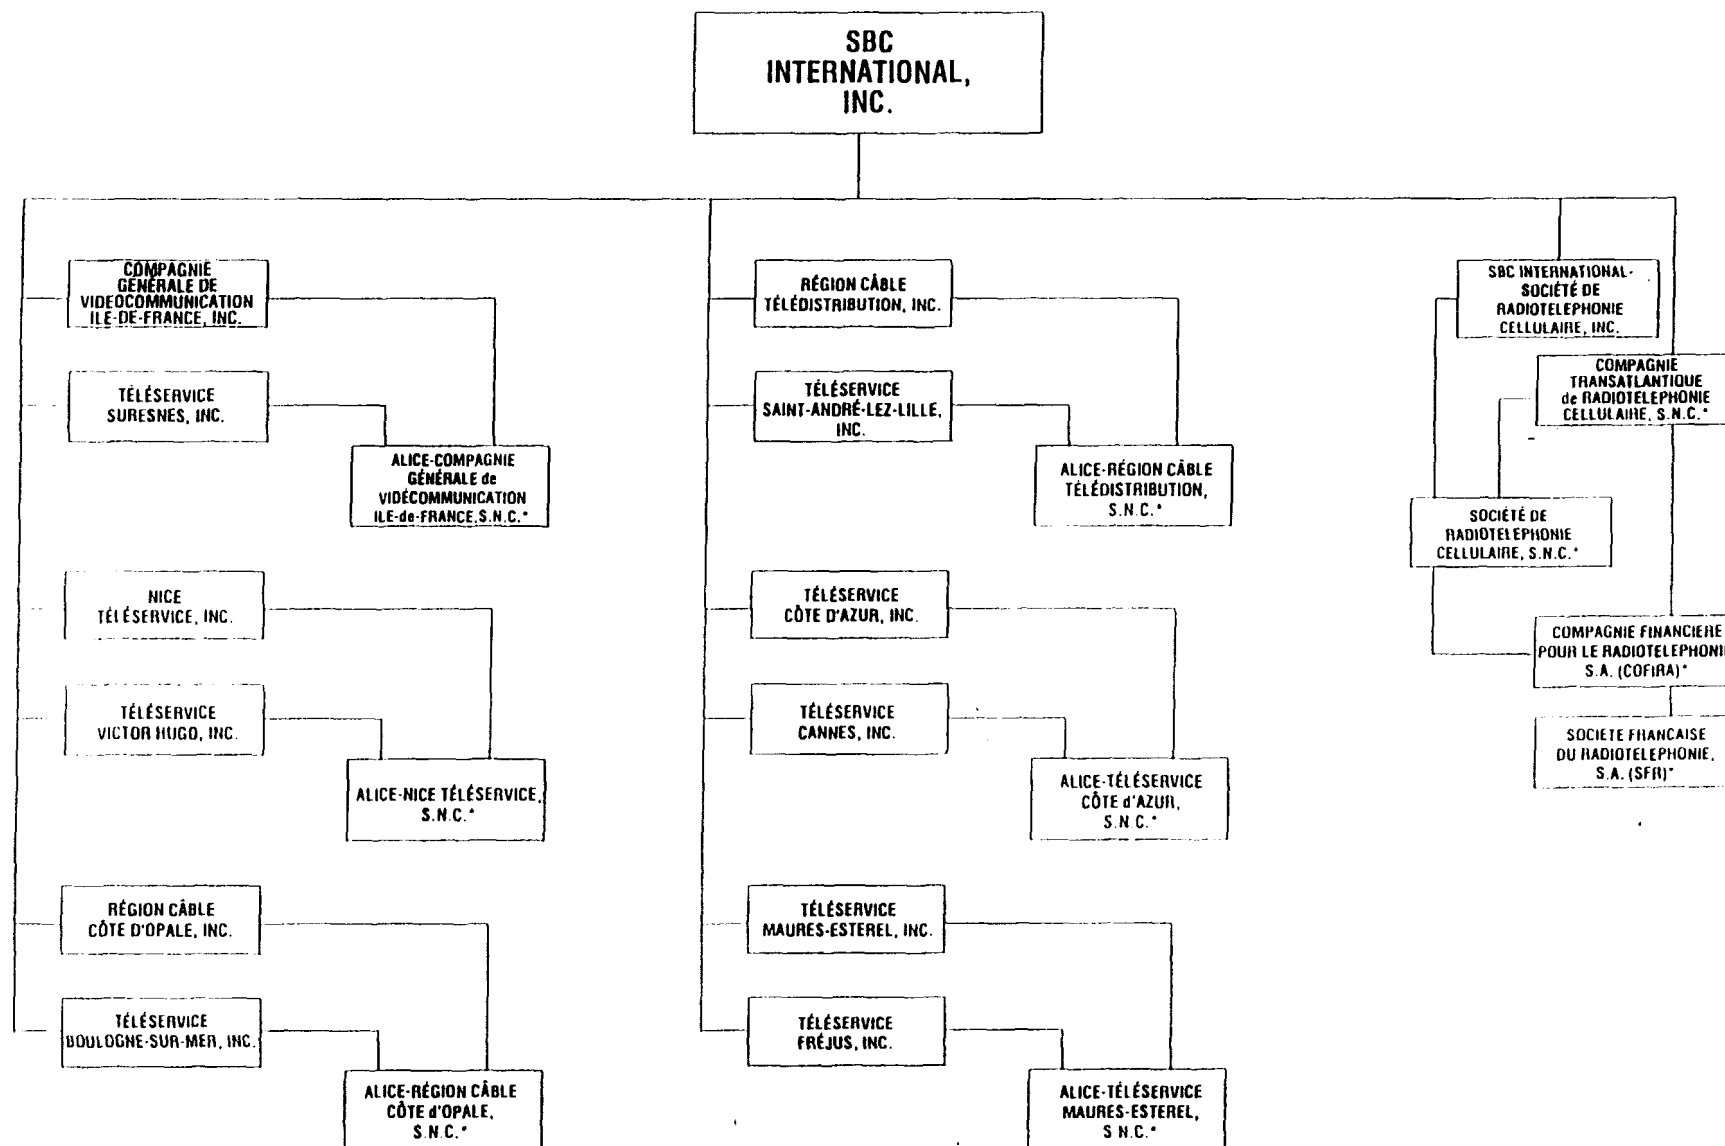 SBC
INTERNATIONAL,
INC.
COMPAGNIE
GÉNÉRALE DE
VIDEOCOMMUNICATION
ILE-DE-FRANCE, INC.
TÉLÉSERVICE
SURESNES, INC.
ALICE-COMPAGNIE
GÉNÉRALE de
VIDÉCOMMUNICATION
ILE-de-FRANCE, S.N.C.*
NICE
TÉLÉSERVICE, INC.
TÉLÉSERVICE
VICTOR HUGO, INC.
ALICE-NICE TÉLÉSERVICE,
S.N.C.*
RÉGION CÂBLE
CÔTE D'OPALE, INC.
TÉLÉSERVICE
BOULOGNE-SUR-MER, INC.
ALICE-RÉGION CÂBLE
CÔTE d'OPALE,
S.N.C.*
RÉGION CÂBLE
TÉLÉDISTRIBUTION, INC.
TÉLÉSERVICE
SAINT-ANDRÉ-LEZ-LILLE,
INC.
ALICE-RÉGION CÂBLE
TÉLÉDISTRIBUTION,
S.N.C.*
TÉLÉSERVICE
CÔTE D'AZUR, INC.
TÉLÉSERVICE
CANNES, INC.
ALICE-TÉLÉSERVICE
CÔTE d'AZUR,
S.N.C.*
TÉLÉSERVICE
MAURES-ESTEREL, INC.
TÉLÉSERVICE
FRÉJUS, INC.
ALICE-TÉLÉSERVICE
MAURES-ESTEREL,
S.N.C.*
SBC INTERNATIONAL-
SOCIÉTÉ DE
RADIOTELEPHONIE
CELLULAIRE, INC.
COMPAGNIE
TRANSATLANTIQUE
de RADIOTELEPHONIE
CELLULAIRE, S.N.C.*
SOCIÉTÉ DE
RADIOTELEPHONIE
CELLULAIRE, S.N.C.*
COMPAGNIE FINANCIERE
POUR LE RADIOTELEPHONIE
S.A. (COFIRA)*
SOCIETE FRANCAISE
DU RADIOTELEPHONIE,
S.A. (SFR)*